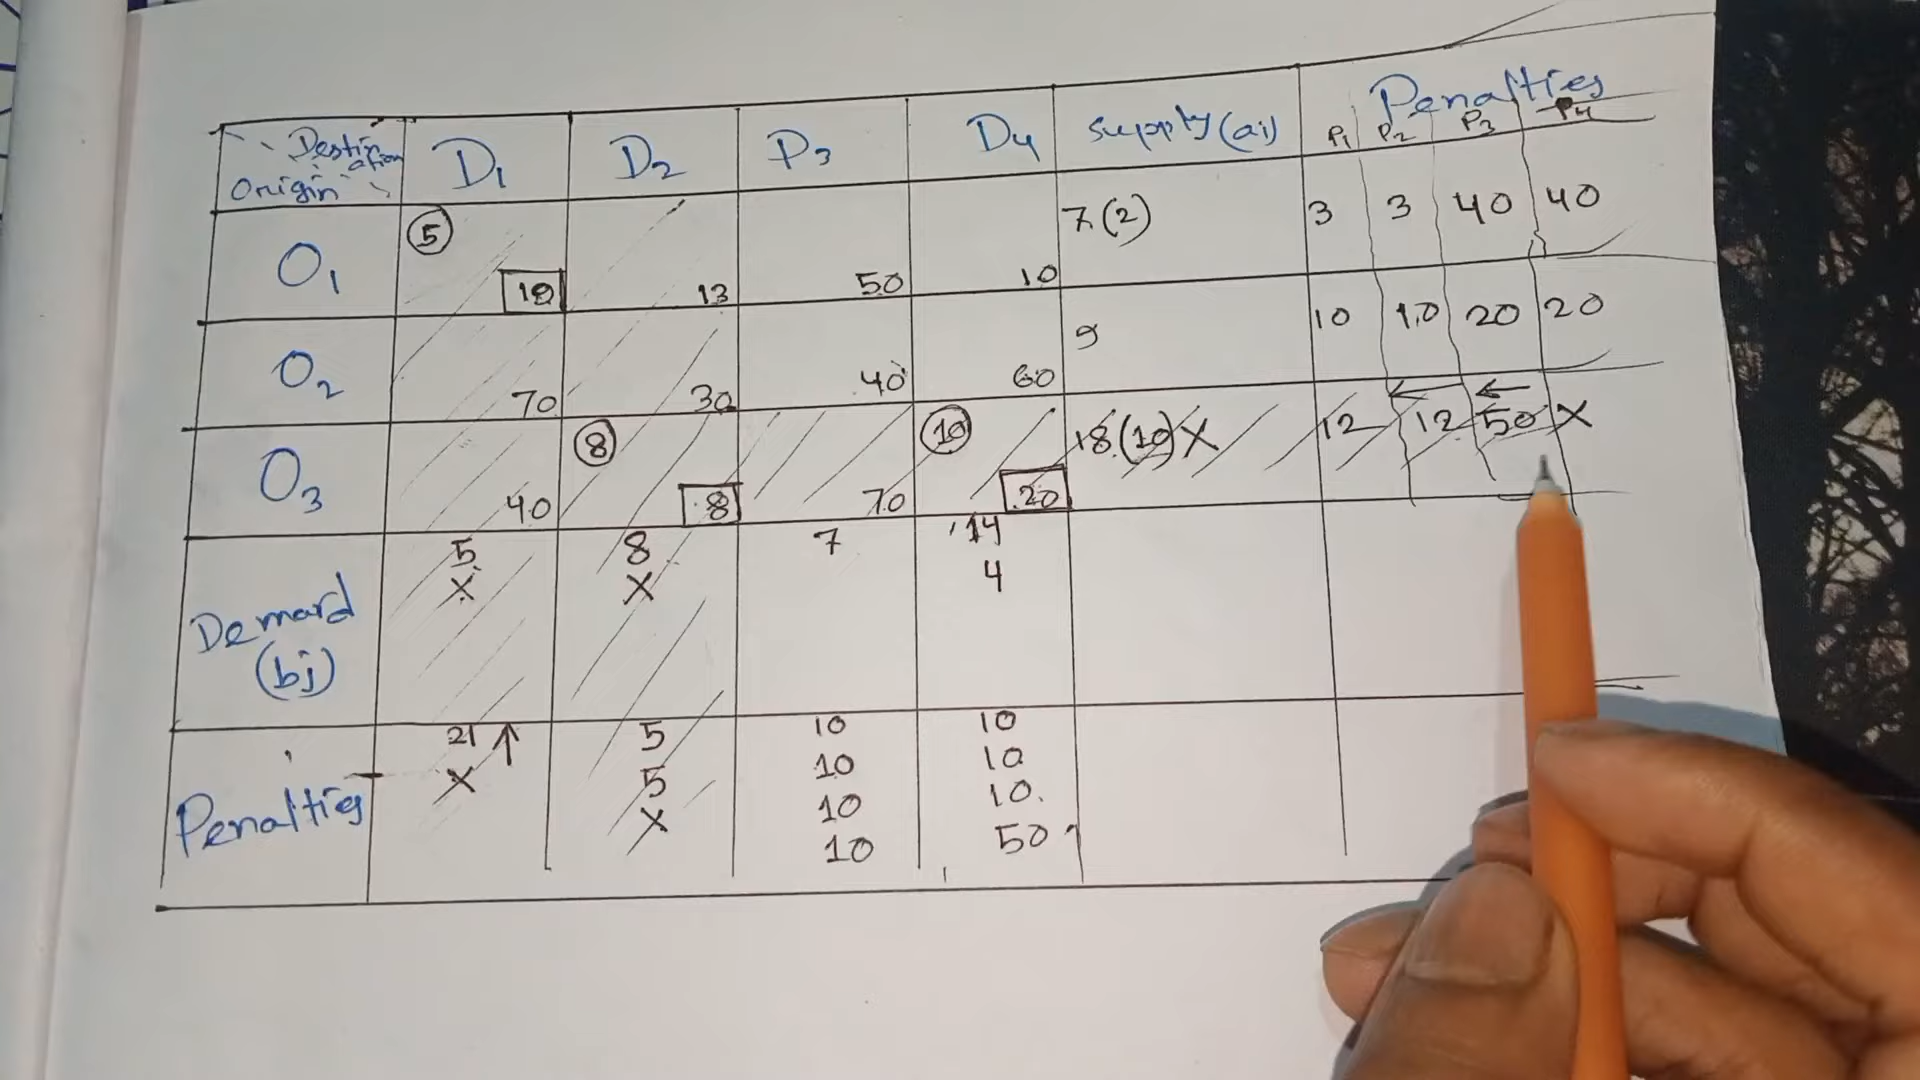 Destination Origin D1 D2 P3 D4 Supply (ai) Penalties
P1 P2 P3 P4
O1 5 10 13 50 10 7 (2) 3 3 40 40
O2 70 30 40 60 9 10 10 20 20
O3 40 8 8 70 10 20 18 (10) X 12 12 50 X
Demand (bj) 5 8 7 14
X X 4
Penalties 21 ↑ 5 10 10
X 5 10 10
X 10 10
10 50